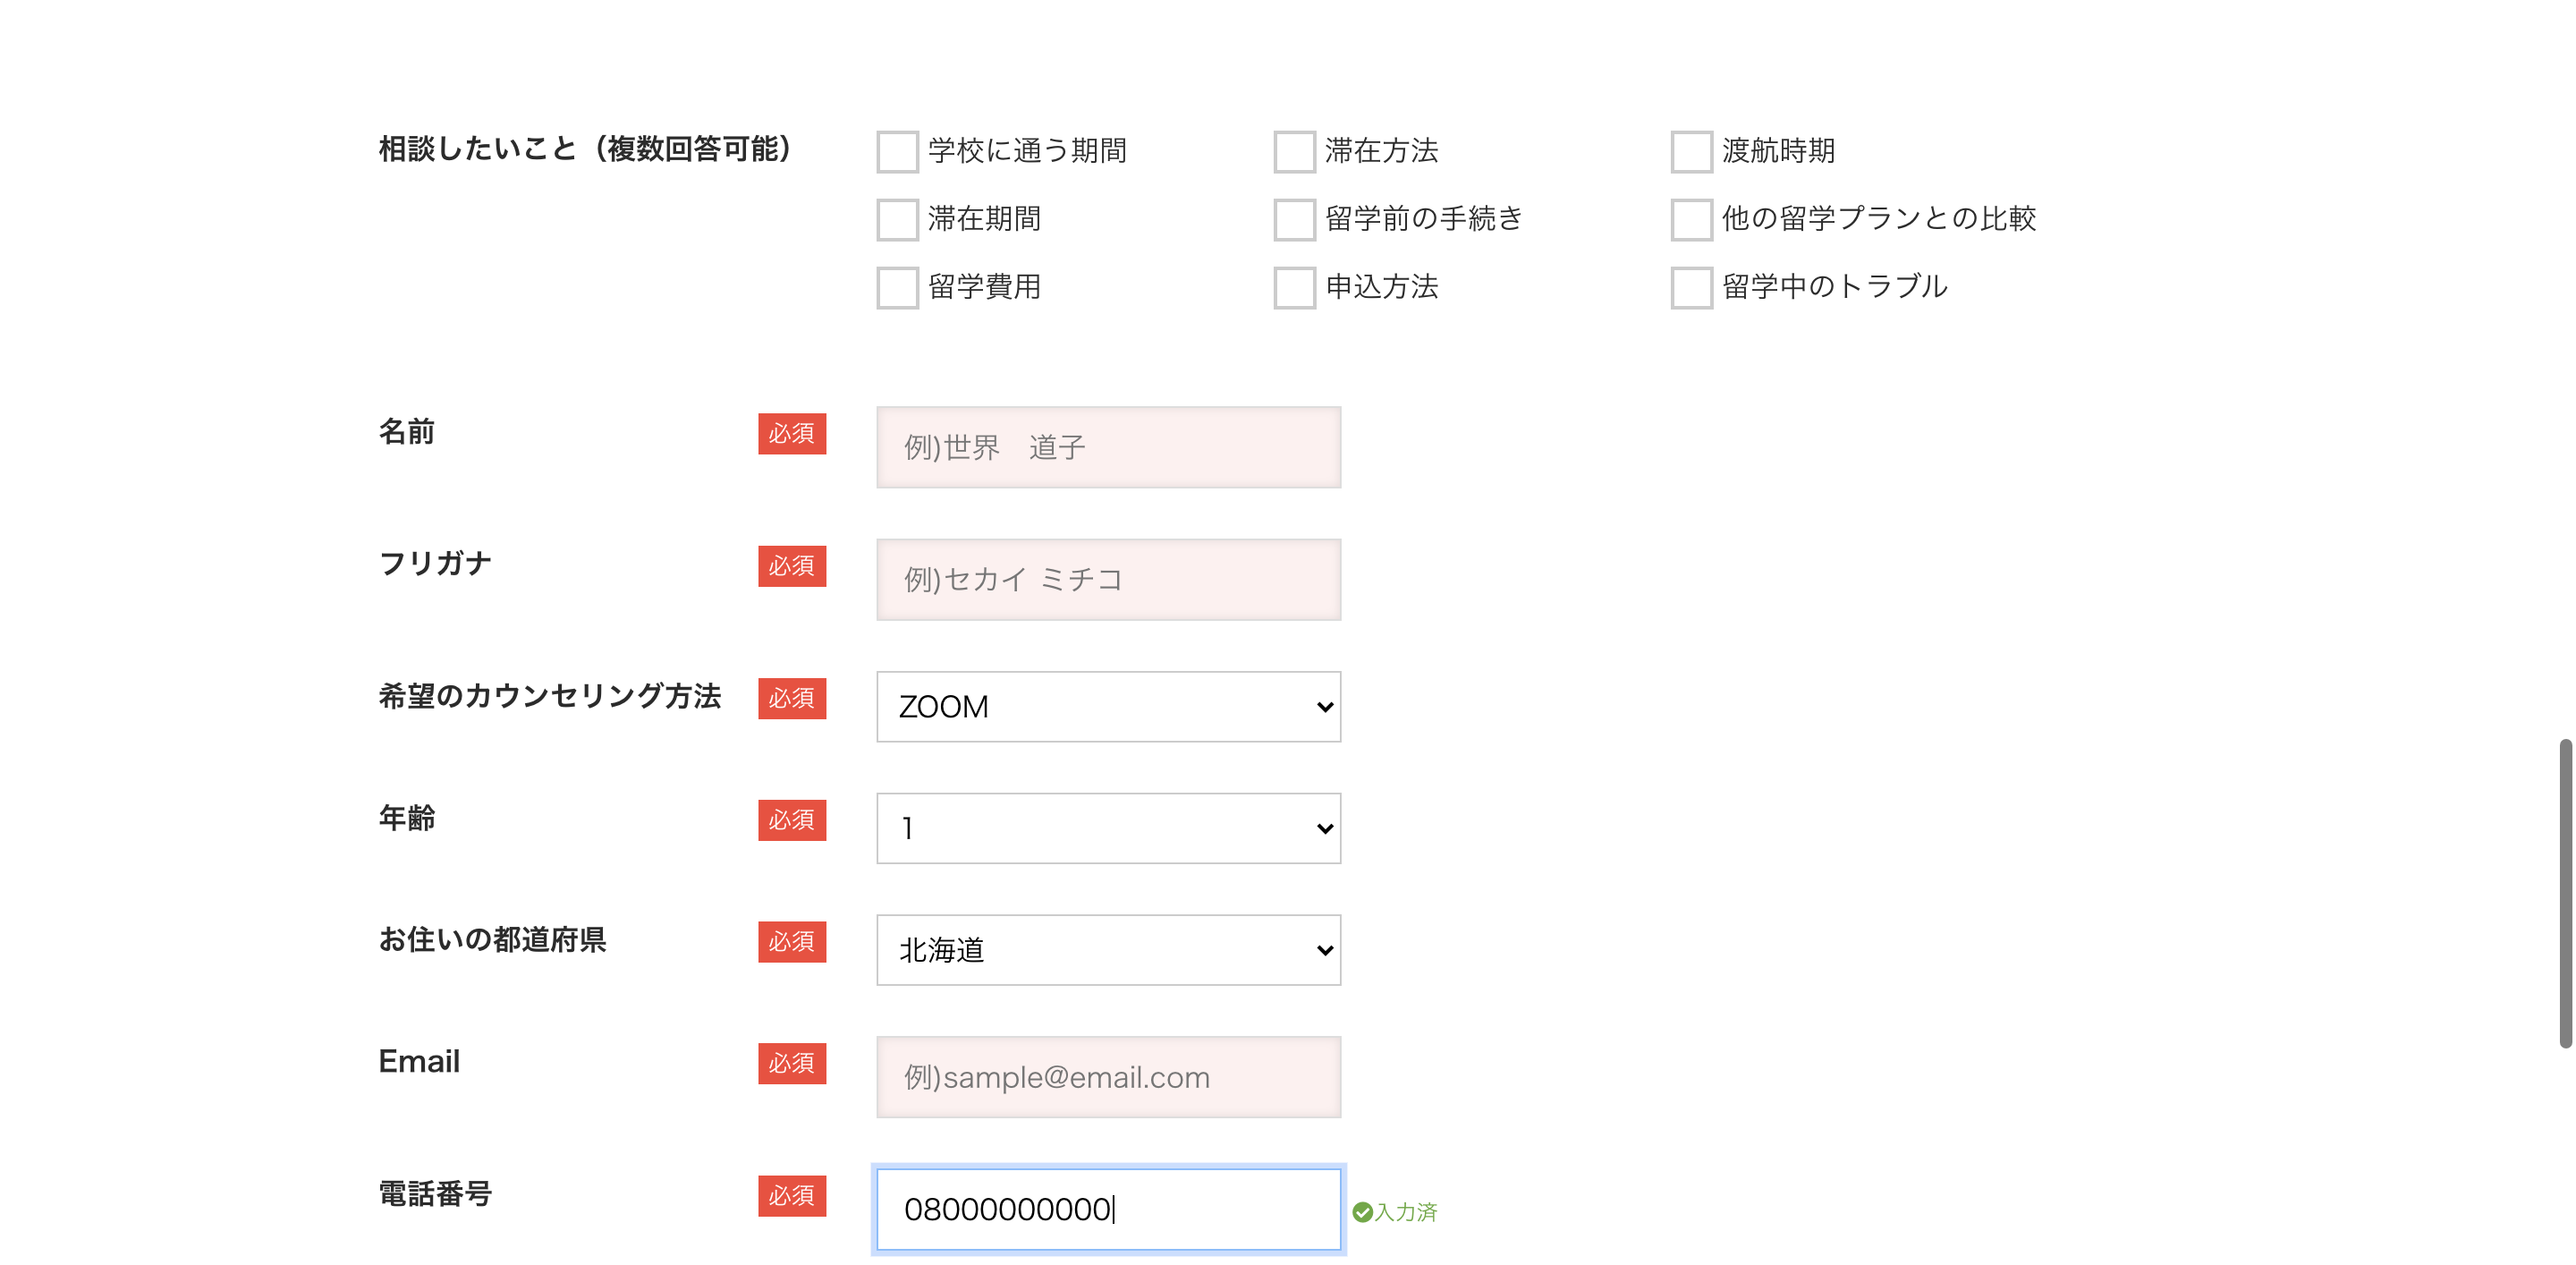 相談したいこと（複数回答可能）
学校に通う期間 滞在方法 渡航時期
滞在期間 留学前の手続き 他の留学プランとの比較
留学費用 申込方法 留学中のトラブル
名前 必須 例)世界　道子
フリガナ 必須 例)セカイ ミチコ
希望のカウンセリング方法 必須 ZOOM
年齢 必須 1
お住いの都道府県 必須 北海道
Email 必須 例)sample@email.com
電話番号 必須 08000000000 入力済